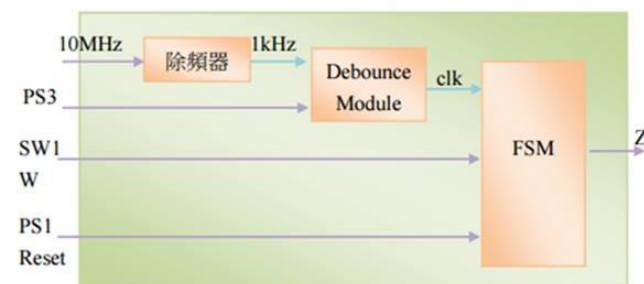 10MHz
除頻器
1kHz
Debounce
Module
clk
PS3
SW1
W
FSM
Z
PS1
Reset